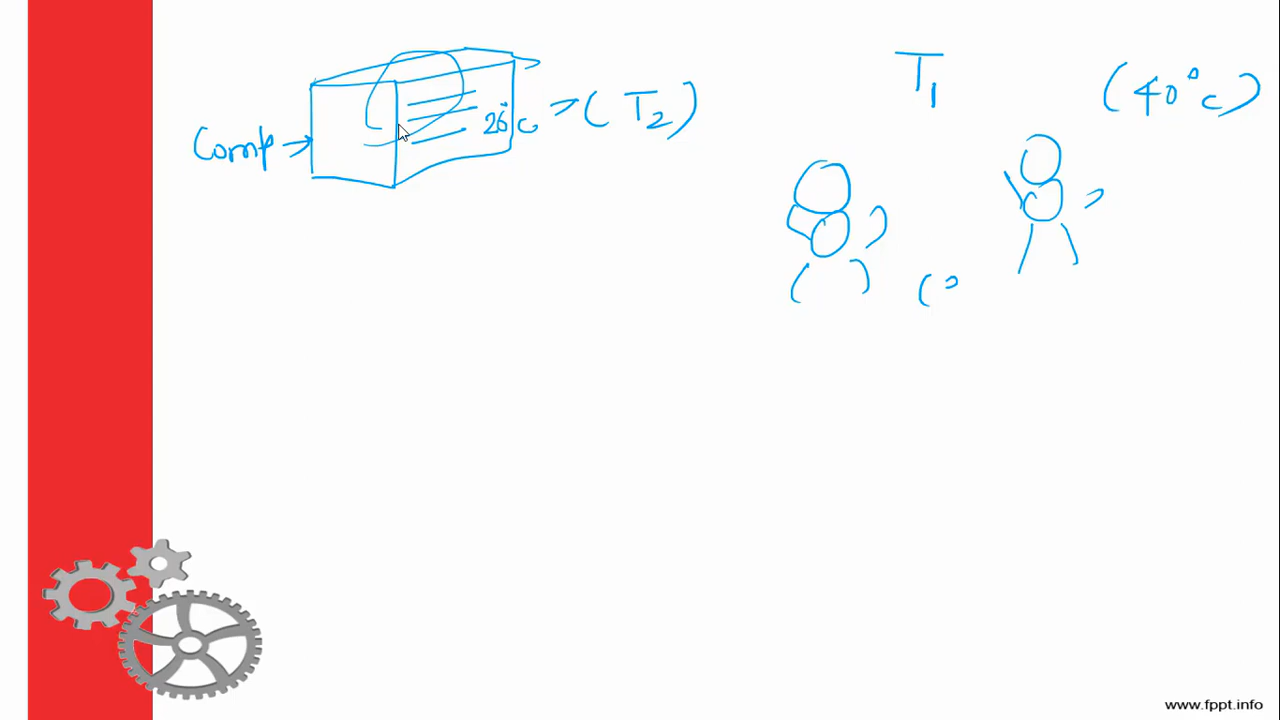 T₁ (40°C)
26°C > (T₂)
Comp →
www.fppt.info